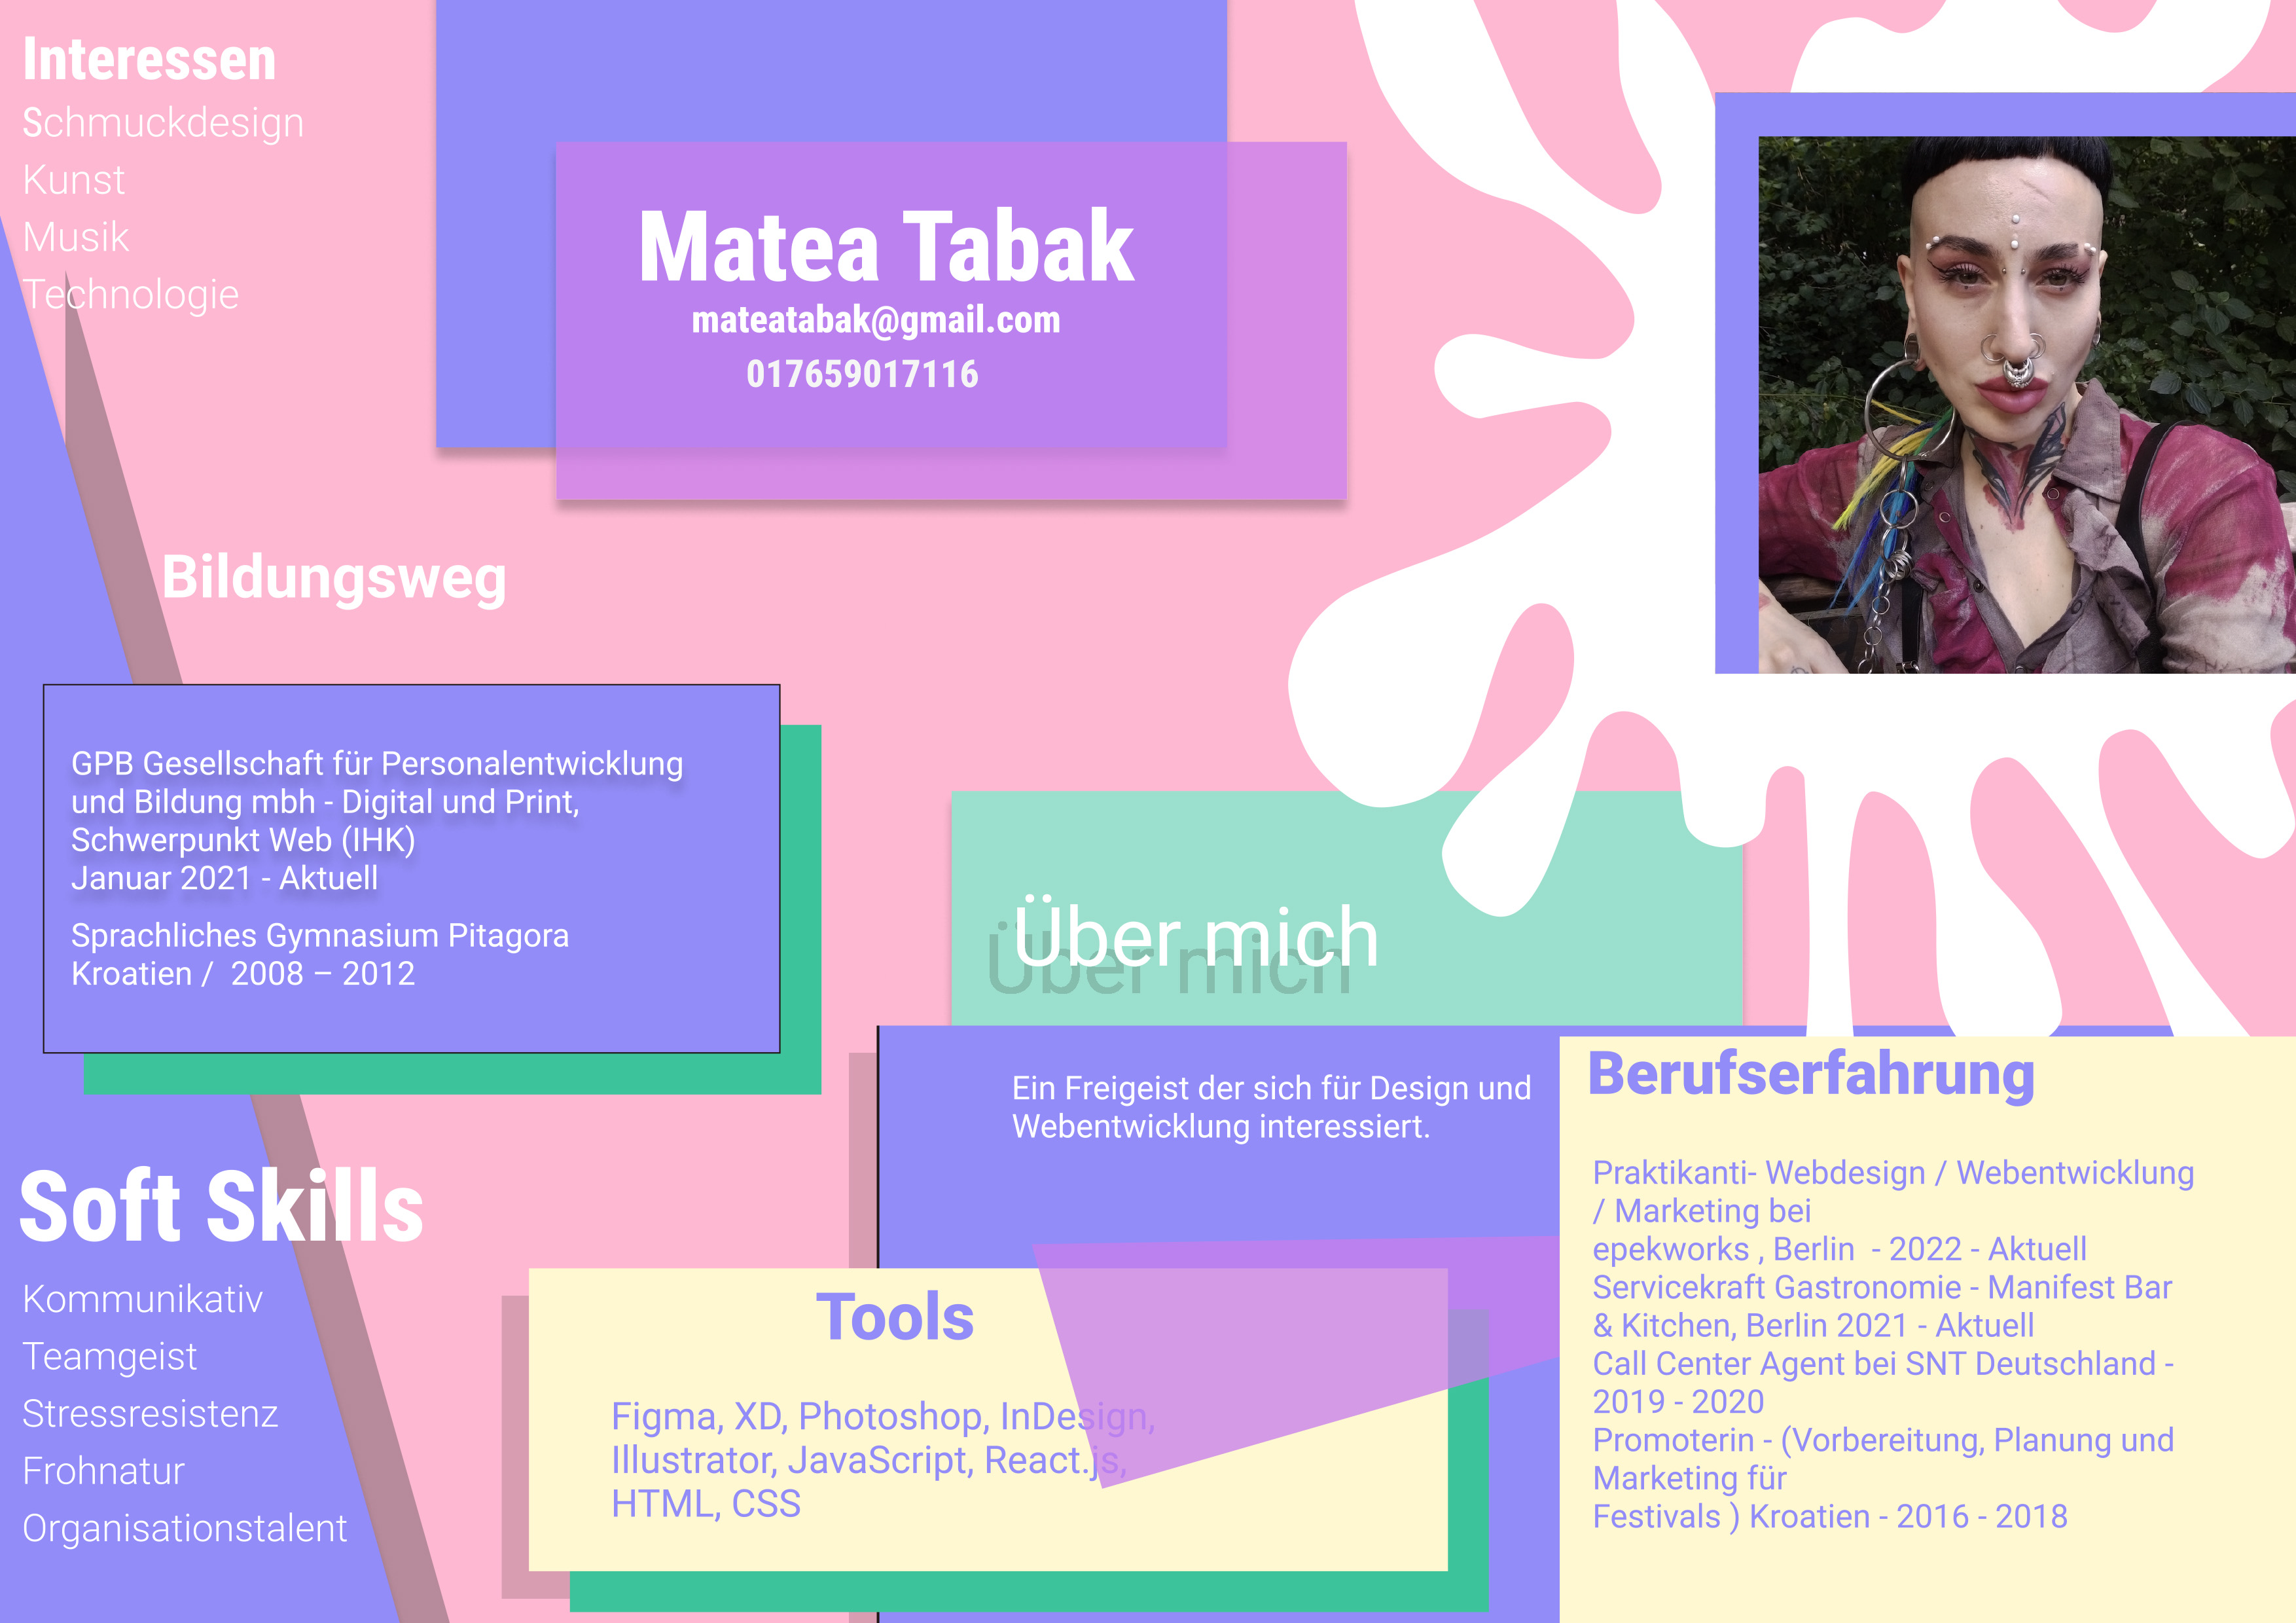 Interessen
Schmuckdesign
Kunst
Musik
Technologie
Matea Tabak
mateatabak@gmail.com
017659017116
Bildungsweg
GPB Gesellschaft für Personalentwicklung
und Bildung mbh - Digital und Print,
Schwerpunkt Web (IHK)
Januar 2021 - Aktuell
Sprachliches Gymnasium Pitagora
Kroatien / 2008 – 2012
Soft Skills
Kommunikativ
Teamgeist
Stressresistenz
Frohnatur
Organisationstalent
Über mich
Ein Freigeist der sich für Design und
Webentwicklung interessiert.
Tools
Figma, XD, Photoshop, InDesign,
Illustrator, JavaScript, React.js,
HTML, CSS
Berufserfahrung
Praktikanti- Webdesign / Webentwicklung
/ Marketing bei
epekworks , Berlin - 2022 - Aktuell
Servicekraft Gastronomie - Manifest Bar
& Kitchen, Berlin 2021 - Aktuell
Call Center Agent bei SNT Deutschland -
2019 - 2020
Promoterin - (Vorbereitung, Planung und
Marketing für
Festivals ) Kroatien - 2016 - 2018